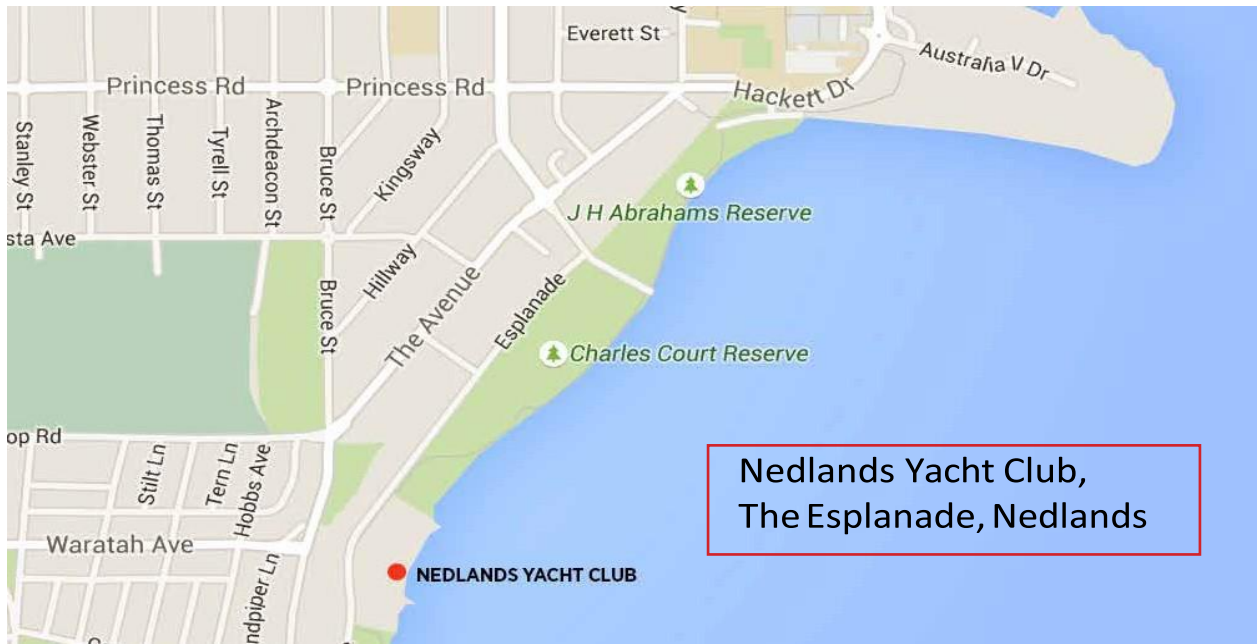 Everett St
Australia V Dr
Princess Rd
Princess Rd
Hackett Dr
Stanley St
Webster St
Thomas St
Tyrell St
Archdeacon St
Bruce St
Kingsway
J H Abrahams Reserve
sta Ave
Hillway
Bruce St
The Avenue
Esplanade
Charles Court Reserve
op Rd
Stilt Ln
Tern Ln
Hobbs Ave
Nedlands Yacht Club,
The Esplanade, Nedlands
Waratah Ave
NEDLANDS YACHT CLUB
ndpiper Ln